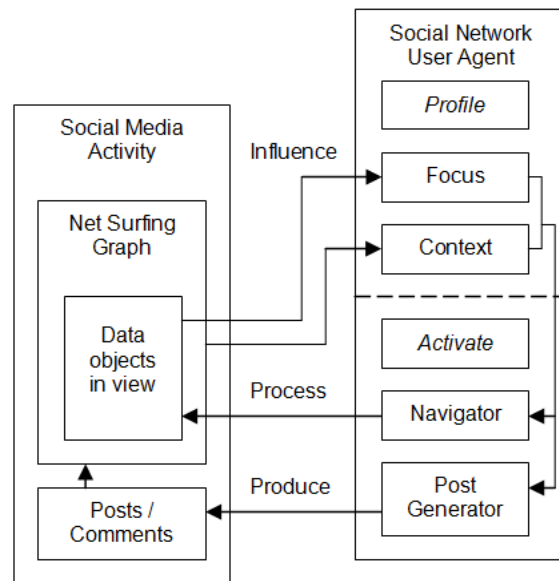 Social Network
User Agent
Profile
Social Media
Activity
Influence
Focus
Net Surfing
Graph
Context
Data
objects
in view
Activate
Process
Navigator
Posts /
Comments
Produce
Post
Generator